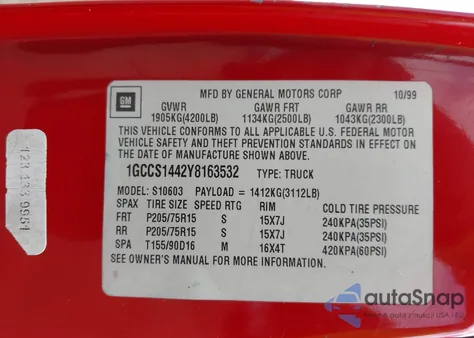 GM
MFD BY GENERAL MOTORS CORP 10/99
GVWR GAWR FRT GAWR RR
1905KG(4200LB) 1134KG(2500LB) 1043KG(2300LB)
THIS VEHICLE CONFORMS TO ALL APPLICABLE U.S. FEDERAL MOTOR
VEHICLE SAFETY AND THEFT PREVENTION STANDARDS IN
EFFECT ON THE DATE OF MANUFACTURE SHOWN ABOVE.
1GCCS1442Y8163532 TYPE: TRUCK
MODEL: S10603 PAYLOAD = 1412KG(3112LB)
SPAX TIRE SIZE SPEED RTG RIM COLD TIRE PRESSURE
FRT P205/75R15 S 15X7J 240KPA(35PSI)
RR P205/75R15 S 15X7J 240KPA(35PSI)
SPA T155/90D16 M 16X4T 420KPA(60PSI)
SEE OWNER'S MANUAL FOR MORE INFORMATION.
autoSnap